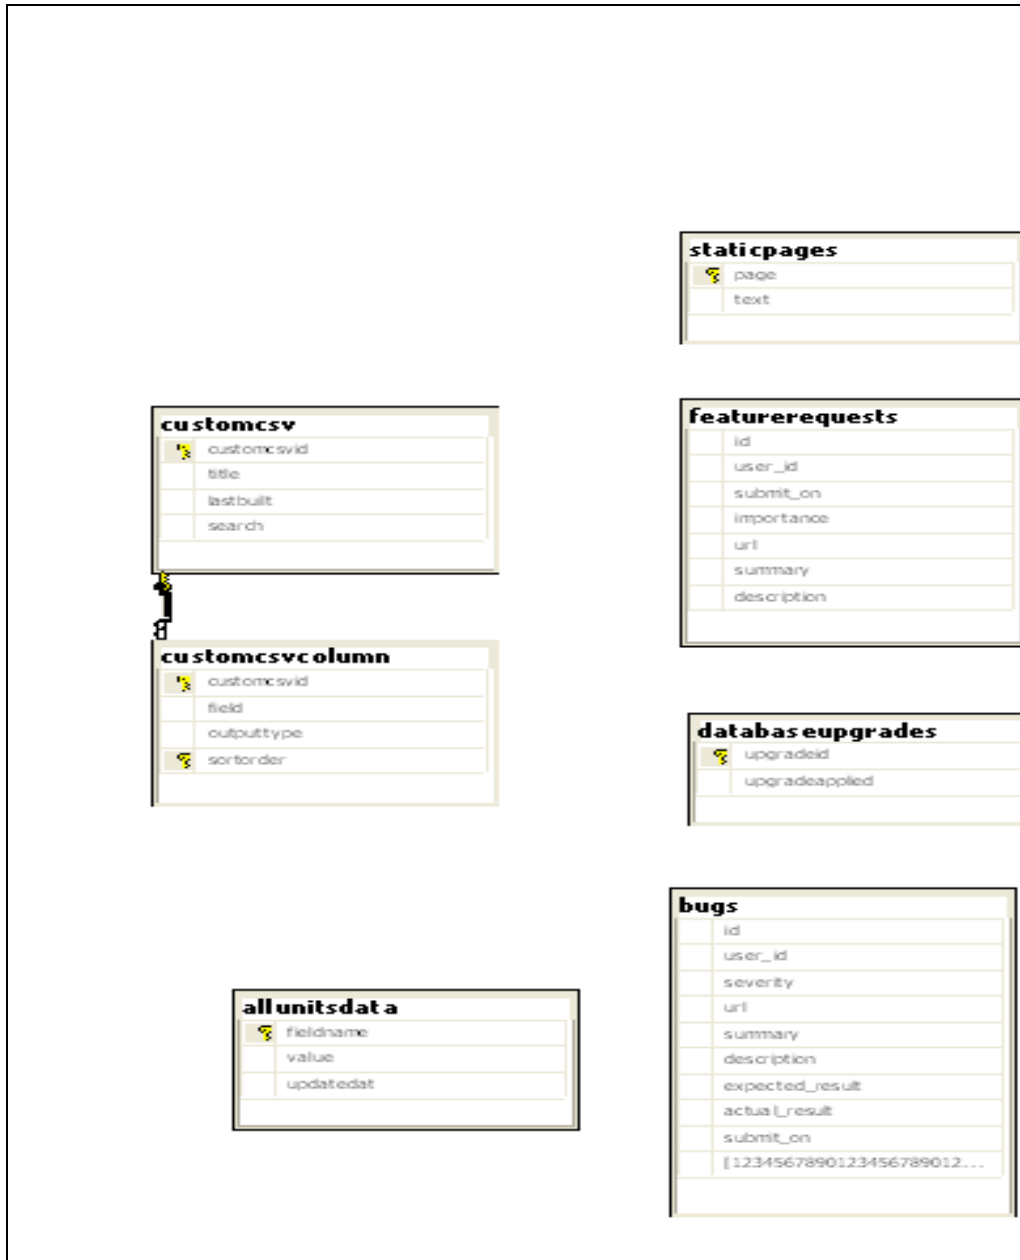 staticpages
page
text
customcsv
customcsvid
title
lastbuilt
search
featurerequests
id
user_id
submit_on
importance
url
summary
description
customcsvcolumn
customcsvid
field
outputtype
sortorder
databaseupgrades
upgradeid
upgradeapplied
bugs
id
user_id
severity
url
summary
description
expected_result
actual_result
submit_on
[1234567890123456789012...
allunitsdata
fieldname
value
updatedat